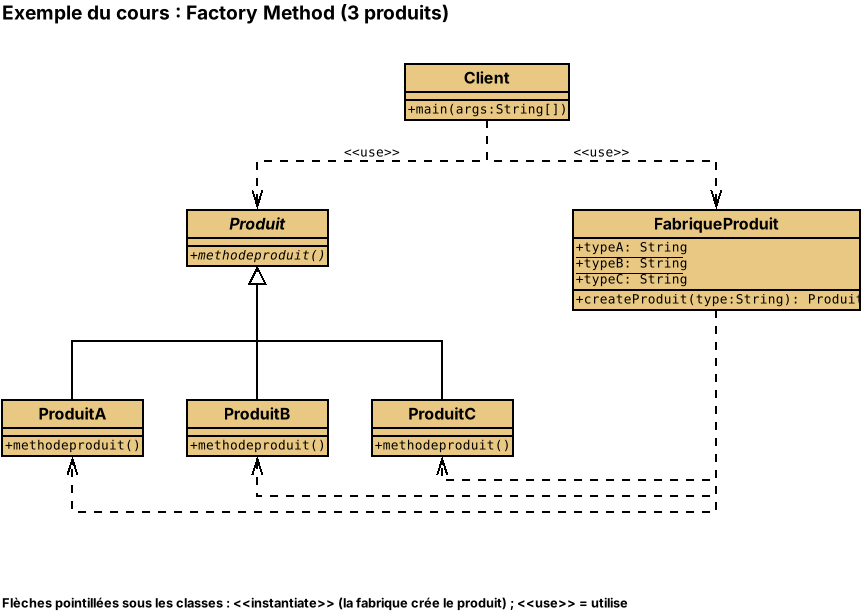 Exemple du cours : Factory Method (3 produits)
Client
+main(args:String[])
<<use>>
<<use>>
Produit
+methodeproduit()
FabriqueProduit
+typeA: String
+typeB: String
+typeC: String
+createProduit(type:String): Produit
ProduitA
+methodeproduit()
ProduitB
+methodeproduit()
ProduitC
+methodeproduit()
Flèches pointillées sous les classes : <<instantiate>> (la fabrique crée le produit) ; <<use>> = utilise